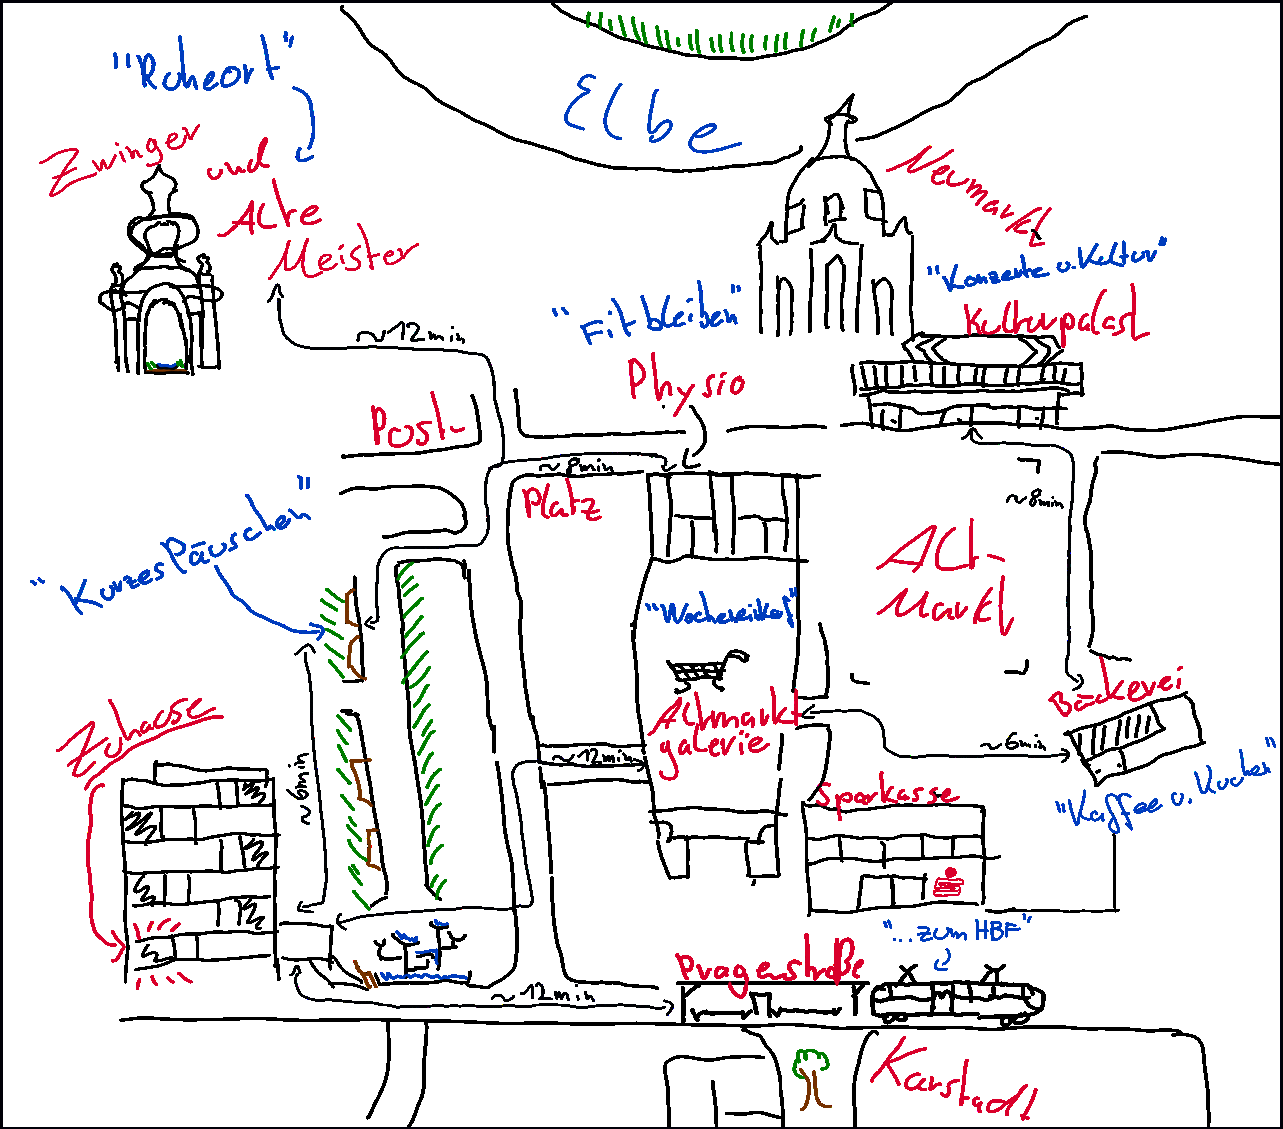 "Ruheort"
Elbe
Zwinger
und
Alte
Meister
Neumarkt
"Konzerte u. Kultur"
Kulturpalast
"Fit bleiben"
Physio
~12min
Post-
Platz
~8min
~8min
"Kurzes Päuschen"
Alt-
Markt
"Wocheneinkauf"
Altmarkt
galerie
Bäckerei
~6min
"Kaffee u. Kuchen"
Zuhause
~6min
~12min
Sparkasse
"...zum HBF"
Pragerstraße
~12min
Karstadt